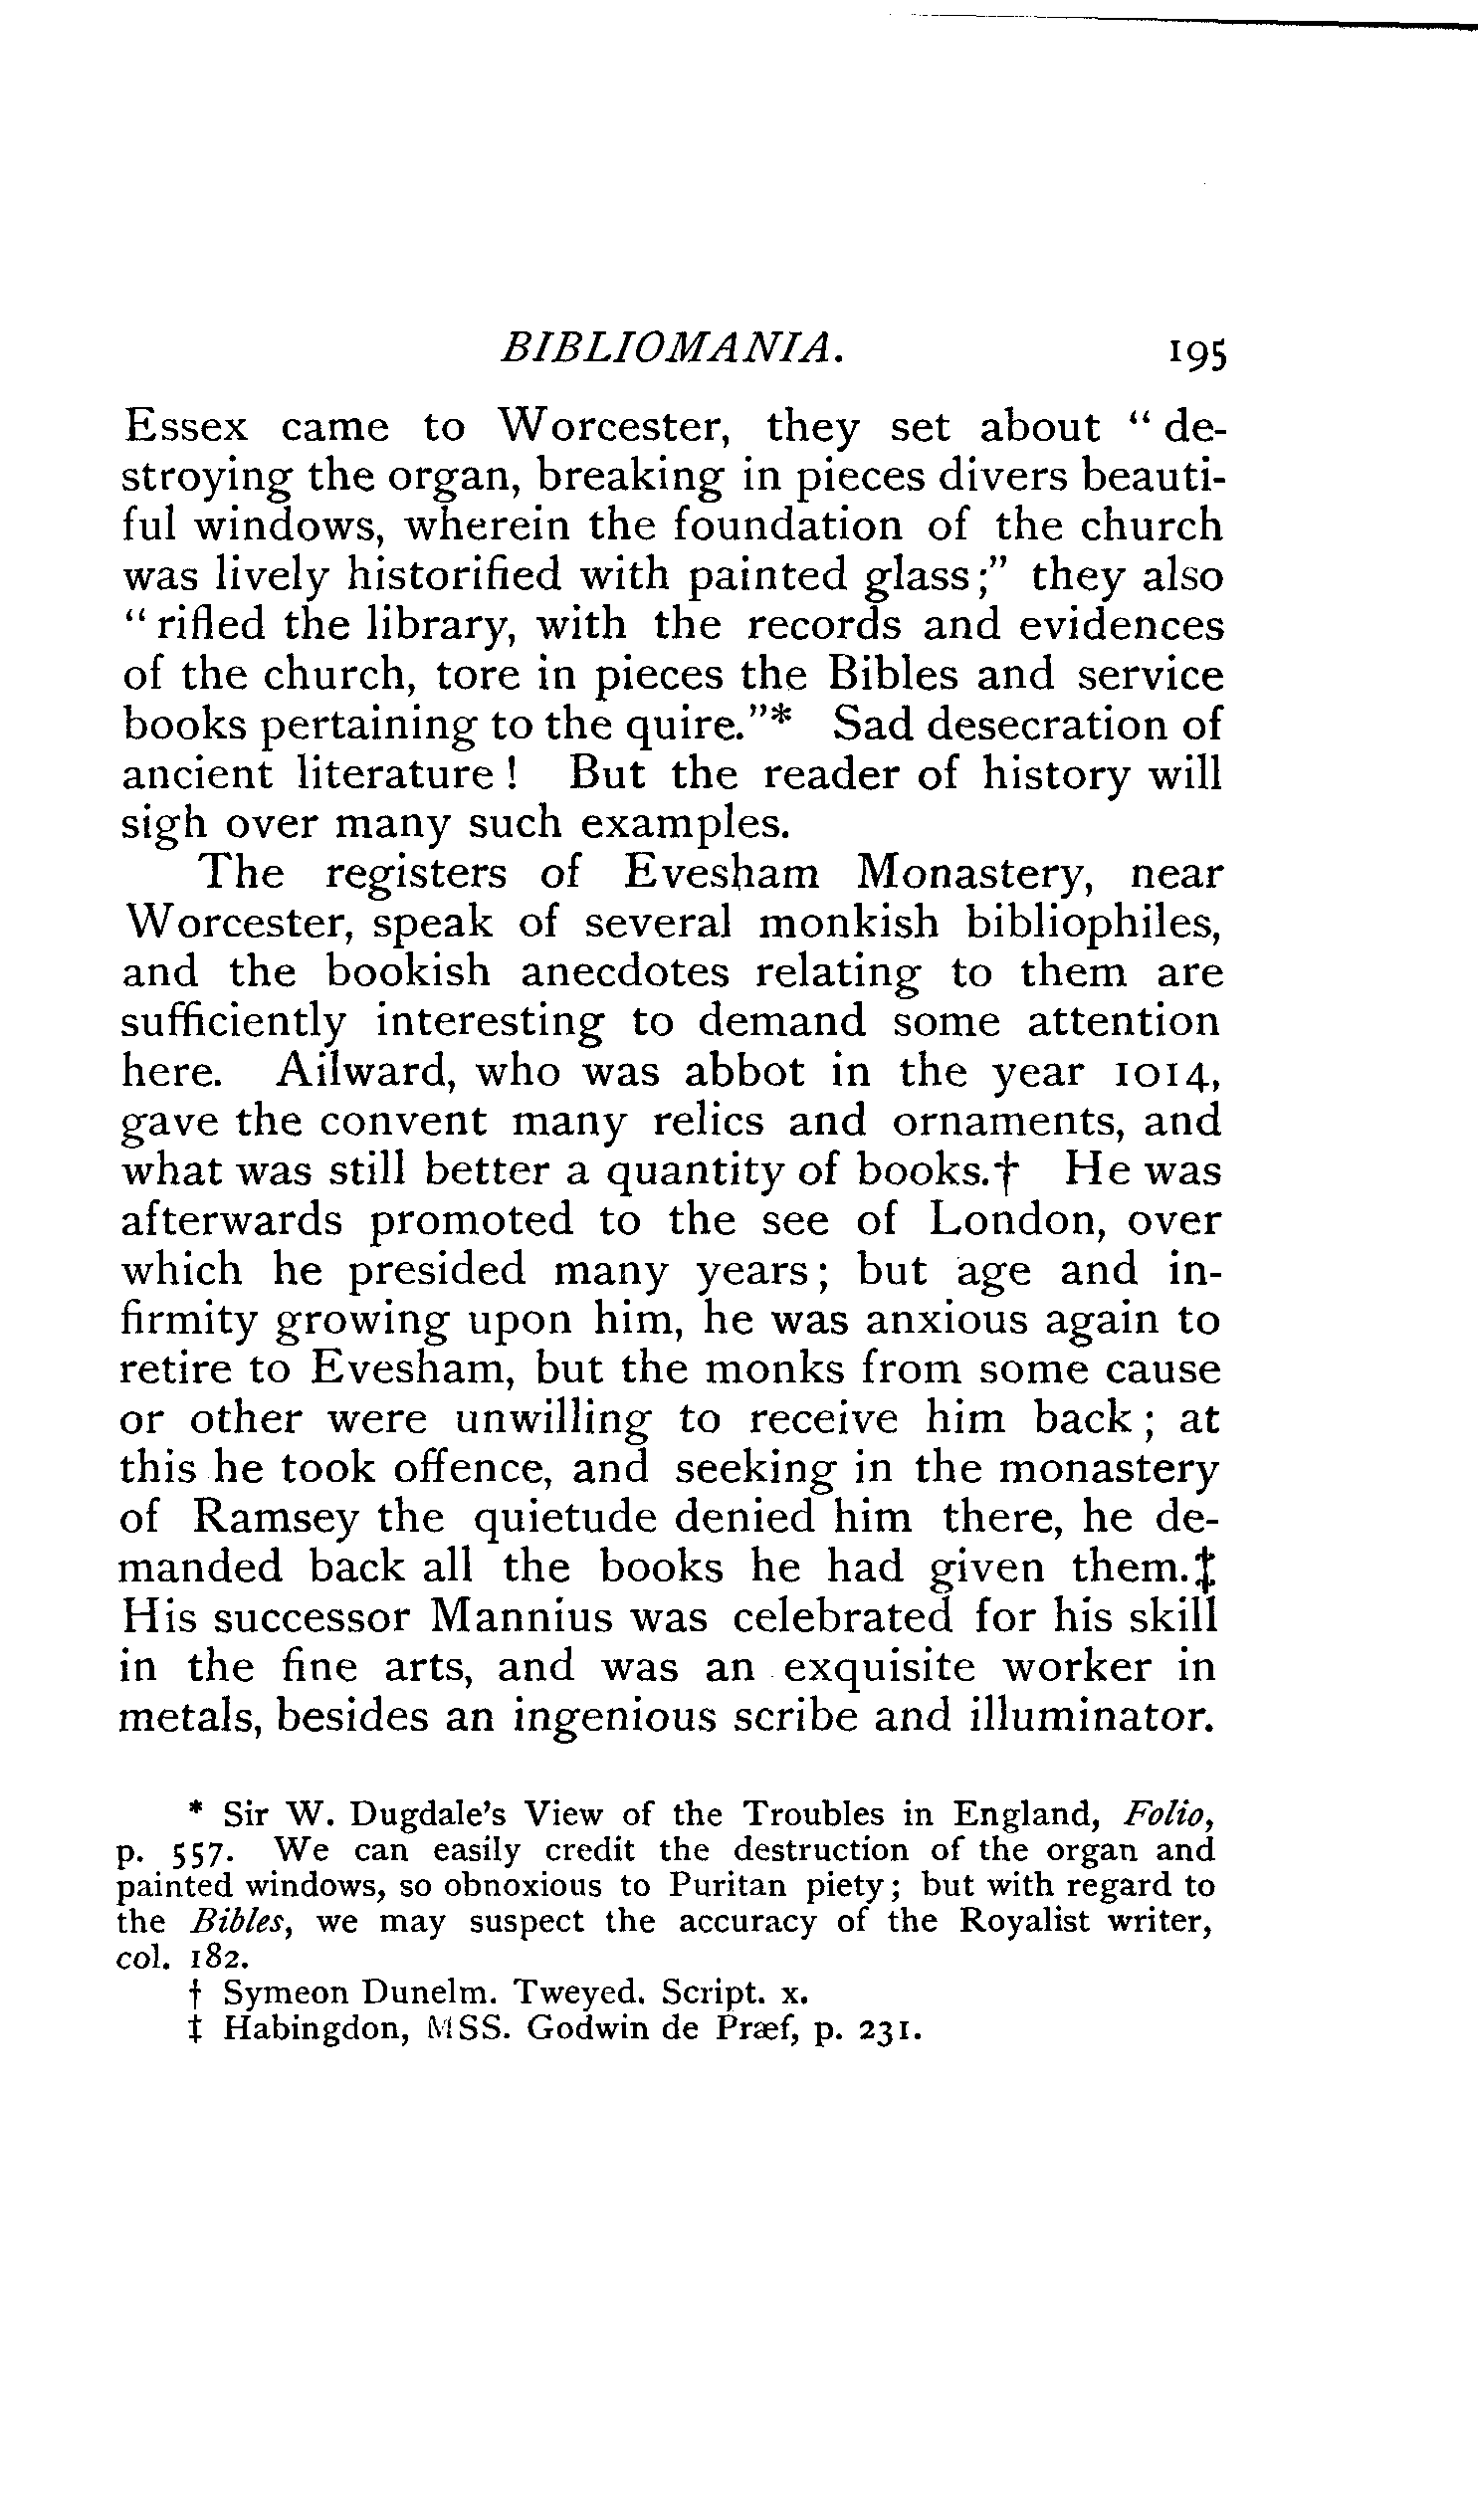 BIBLIOMANIA. 195
Essex came to Worcester, they set about “ de-
stroying the organ, breaking in pieces divers beauti-
ful windows, wherein the foundation of the church
was lively historified with painted glass ;” they also
“ rifled the library, with the records and evidences
of the church, tore in pieces the Bibles and service
books pertaining to the quire.”* Sad desecration of
ancient literature ! But the reader of history will
sigh over many such examples.
The registers of Evesham Monastery, near
Worcester, speak of several monkish bibliophiles,
and the bookish anecdotes relating to them are
sufficiently interesting to demand some attention
here. Ailward, who was abbot in the year 1014,
gave the convent many relics and ornaments, and
what was still better a quantity of books.† He was
afterwards promoted to the see of London, over
which he presided many years ; but age and in-
firmity growing upon him, he was anxious again to
retire to Evesham, but the monks from some cause
or other were unwilling to receive him back ; at
this he took offence, and seeking in the monastery
of Ramsey the quietude denied him there, he de-
manded back all the books he had given them.‡
His successor Mannius was celebrated for his skill
in the fine arts, and was an exquisite worker in
metals, besides an ingenious scribe and illuminator.
* Sir W. Dugdale’s View of the Troubles in England, Folio,
p. 557. We can easily credit the destruction of the organ and
painted windows, so obnoxious to Puritan piety ; but with regard to
the Bibles, we may suspect the accuracy of the Royalist writer,
col. 182.
† Symeon Dunelm. Tweyed. Script. x.
‡ Habingdon, MSS. Godwin de Præf, p. 231.